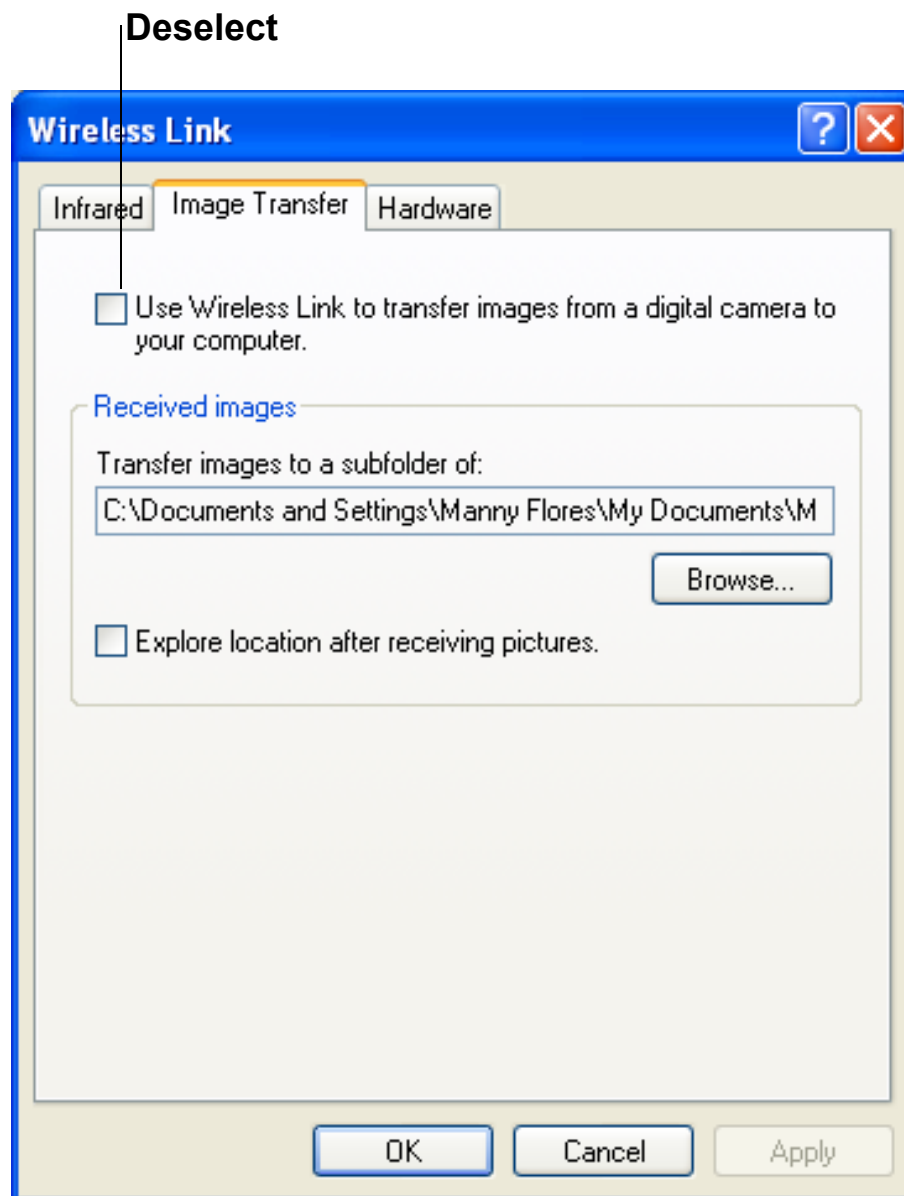 Deselect
Wireless Link
Infrared Image Transfer Hardware
Use Wireless Link to transfer images from a digital camera to
your computer.
Received images
Transfer images to a subfolder of:
C:\Documents and Settings\Manny Flores\My Documents\M
Browse...
Explore location after receiving pictures.
OK Cancel Apply